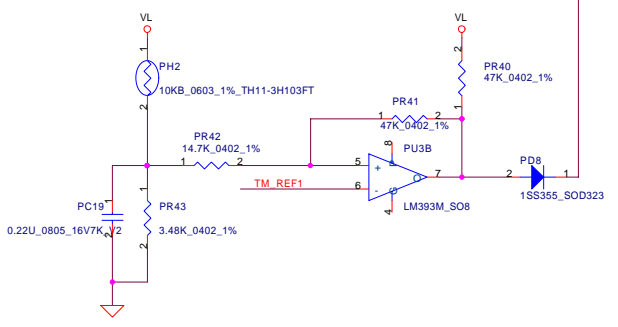 VL
VL
1
PH2
10KB_0603_1%_TH11-3H103FT
2
2
PR40
47K_0402_1%
1
PR41
1
2
47K_0402_1%
PR42
14.7K_0402_1%
1
2
8
PU3B
5
+
P
7
O
6
-
G
TM_REF1
4
LM393M_SO8
PD8
2
1
1SS355_SOD323
PC19
1
2
0.22U_0805_16V7K_V2
1
PR43
3.48K_0402_1%
2